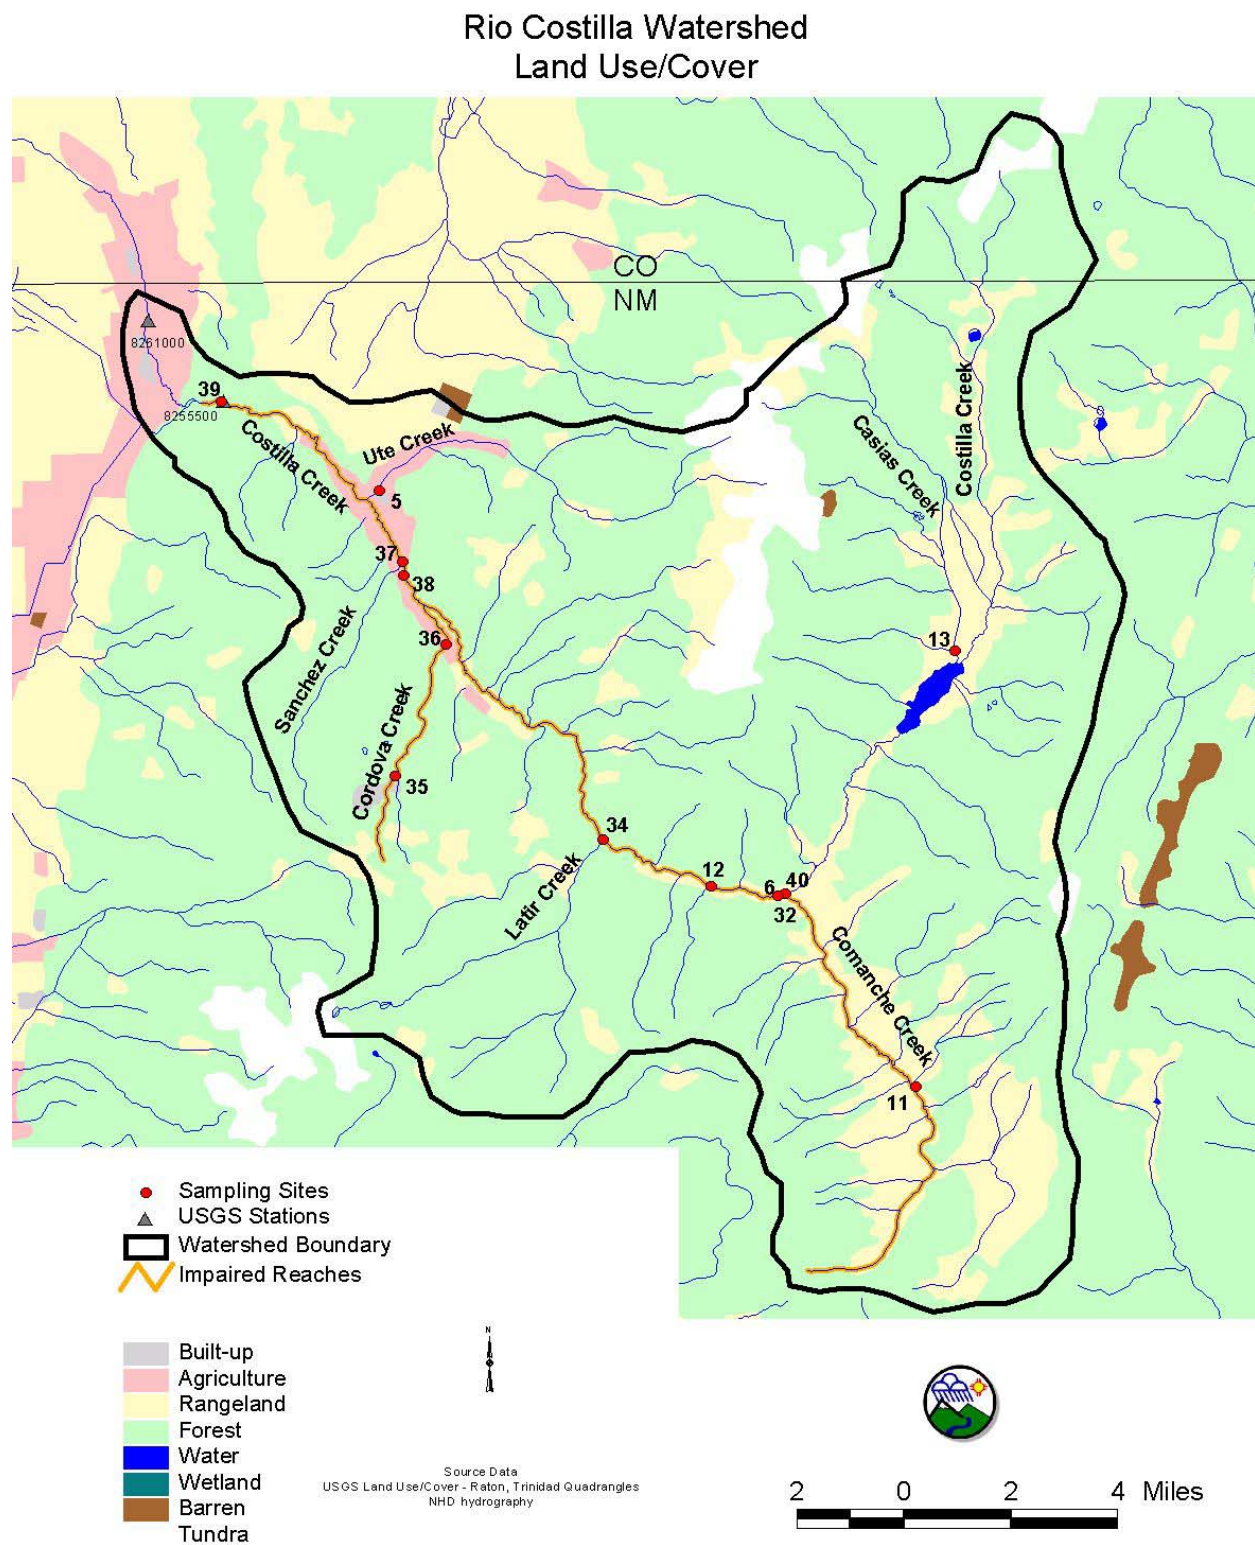 Rio Costilla Watershed
Land Use/Cover
CO
NM
8261000
39
8255500
Costilla Creek
Ute Creek
5
Casias Creek
Costilla Creek
37
38
36
13
Sanchez Creek
Cordova Creek
35
34
Latir Creek
12
6
40
32
Comanche Creek
11
Sampling Sites
USGS Stations
Watershed Boundary
Impaired Reaches
N
Built-up
Agriculture
Rangeland
Forest
Water
Wetland
Barren
Tundra
Source Data
USGS Land Use/Cover - Raton, Trinidad Quadrangles
NHD hydrography
2 0 2 4 Miles